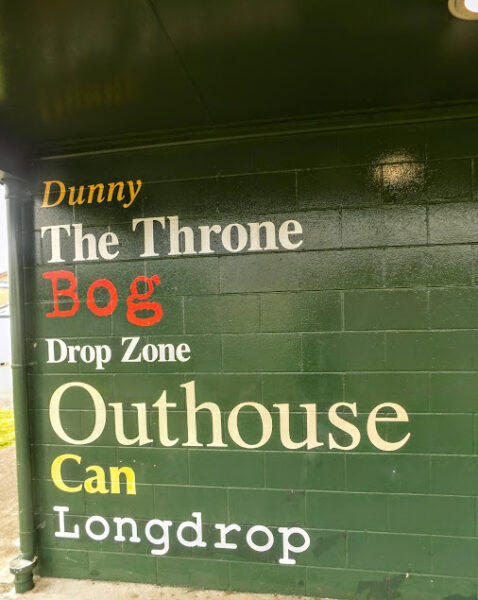 Dunny
The Throne
Bog
Drop Zone
Outhouse
Can
Longdrop